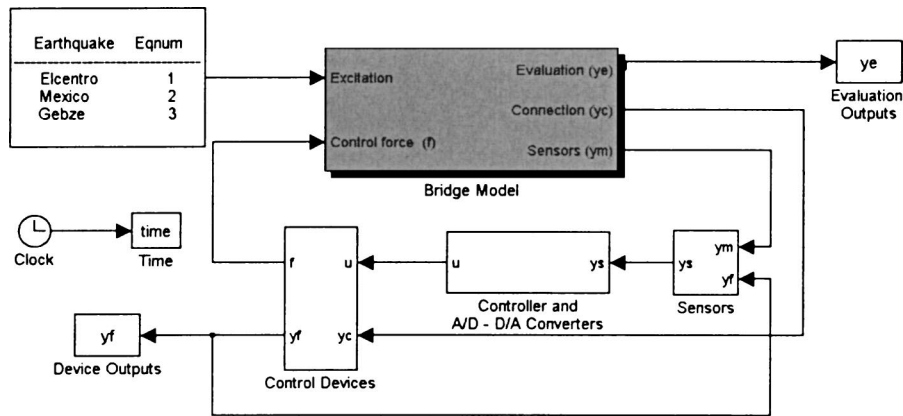 Earthquake Eqnum
Elcentro 1
Mexico 2
Gebze 3
Excitation
Control force (f)
Evaluation (ye)
Connection (yc)
Sensors (ym)
Bridge Model
ye
Evaluation
Outputs
Clock
time
Time
f
yf
u
yc
Control Devices
u
ys
Controller and
A/D - D/A Converters
ys
ym
yf
Sensors
yf
Device Outputs